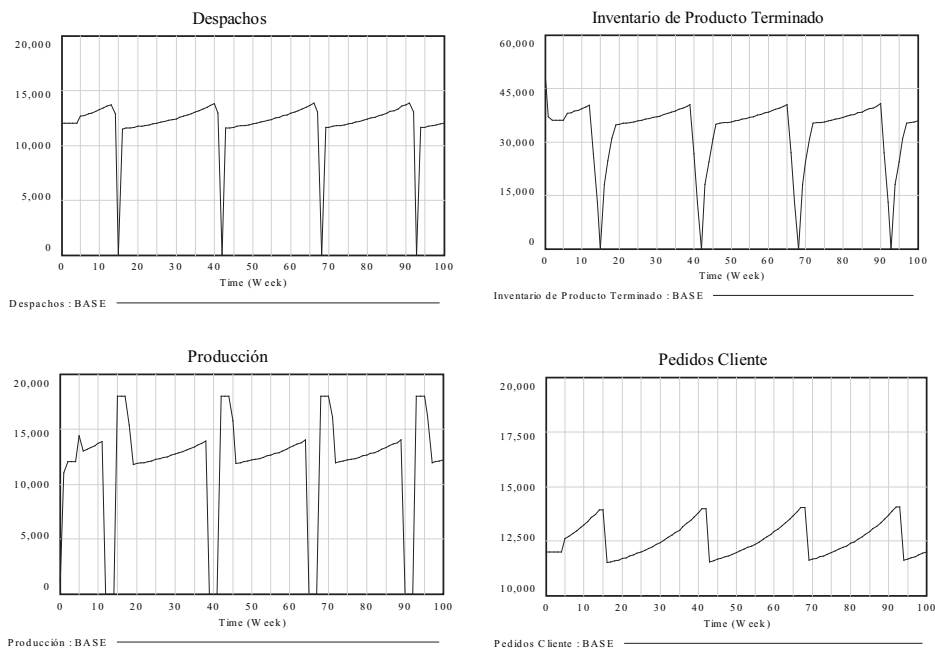 Despachos
20,000
15,000
10,000
5,000
0
0 10 20 30 40 50 60 70 80 90 100
Time (Week)
Despachos : BASE
Inventario de Producto Terminado
60,000
45,000
30,000
15,000
0
0 10 20 30 40 50 60 70 80 90 100
Time (Week)
Inventario de Producto Terminado : BASE
Producción
20,000
15,000
10,000
5,000
0
0 10 20 30 40 50 60 70 80 90 100
Time (Week)
Producción : BASE
Pedidos Cliente
20,000
17,500
15,000
12,500
10,000
0 10 20 30 40 50 60 70 80 90 100
Time (Week)
Pedidos Cliente : BASE